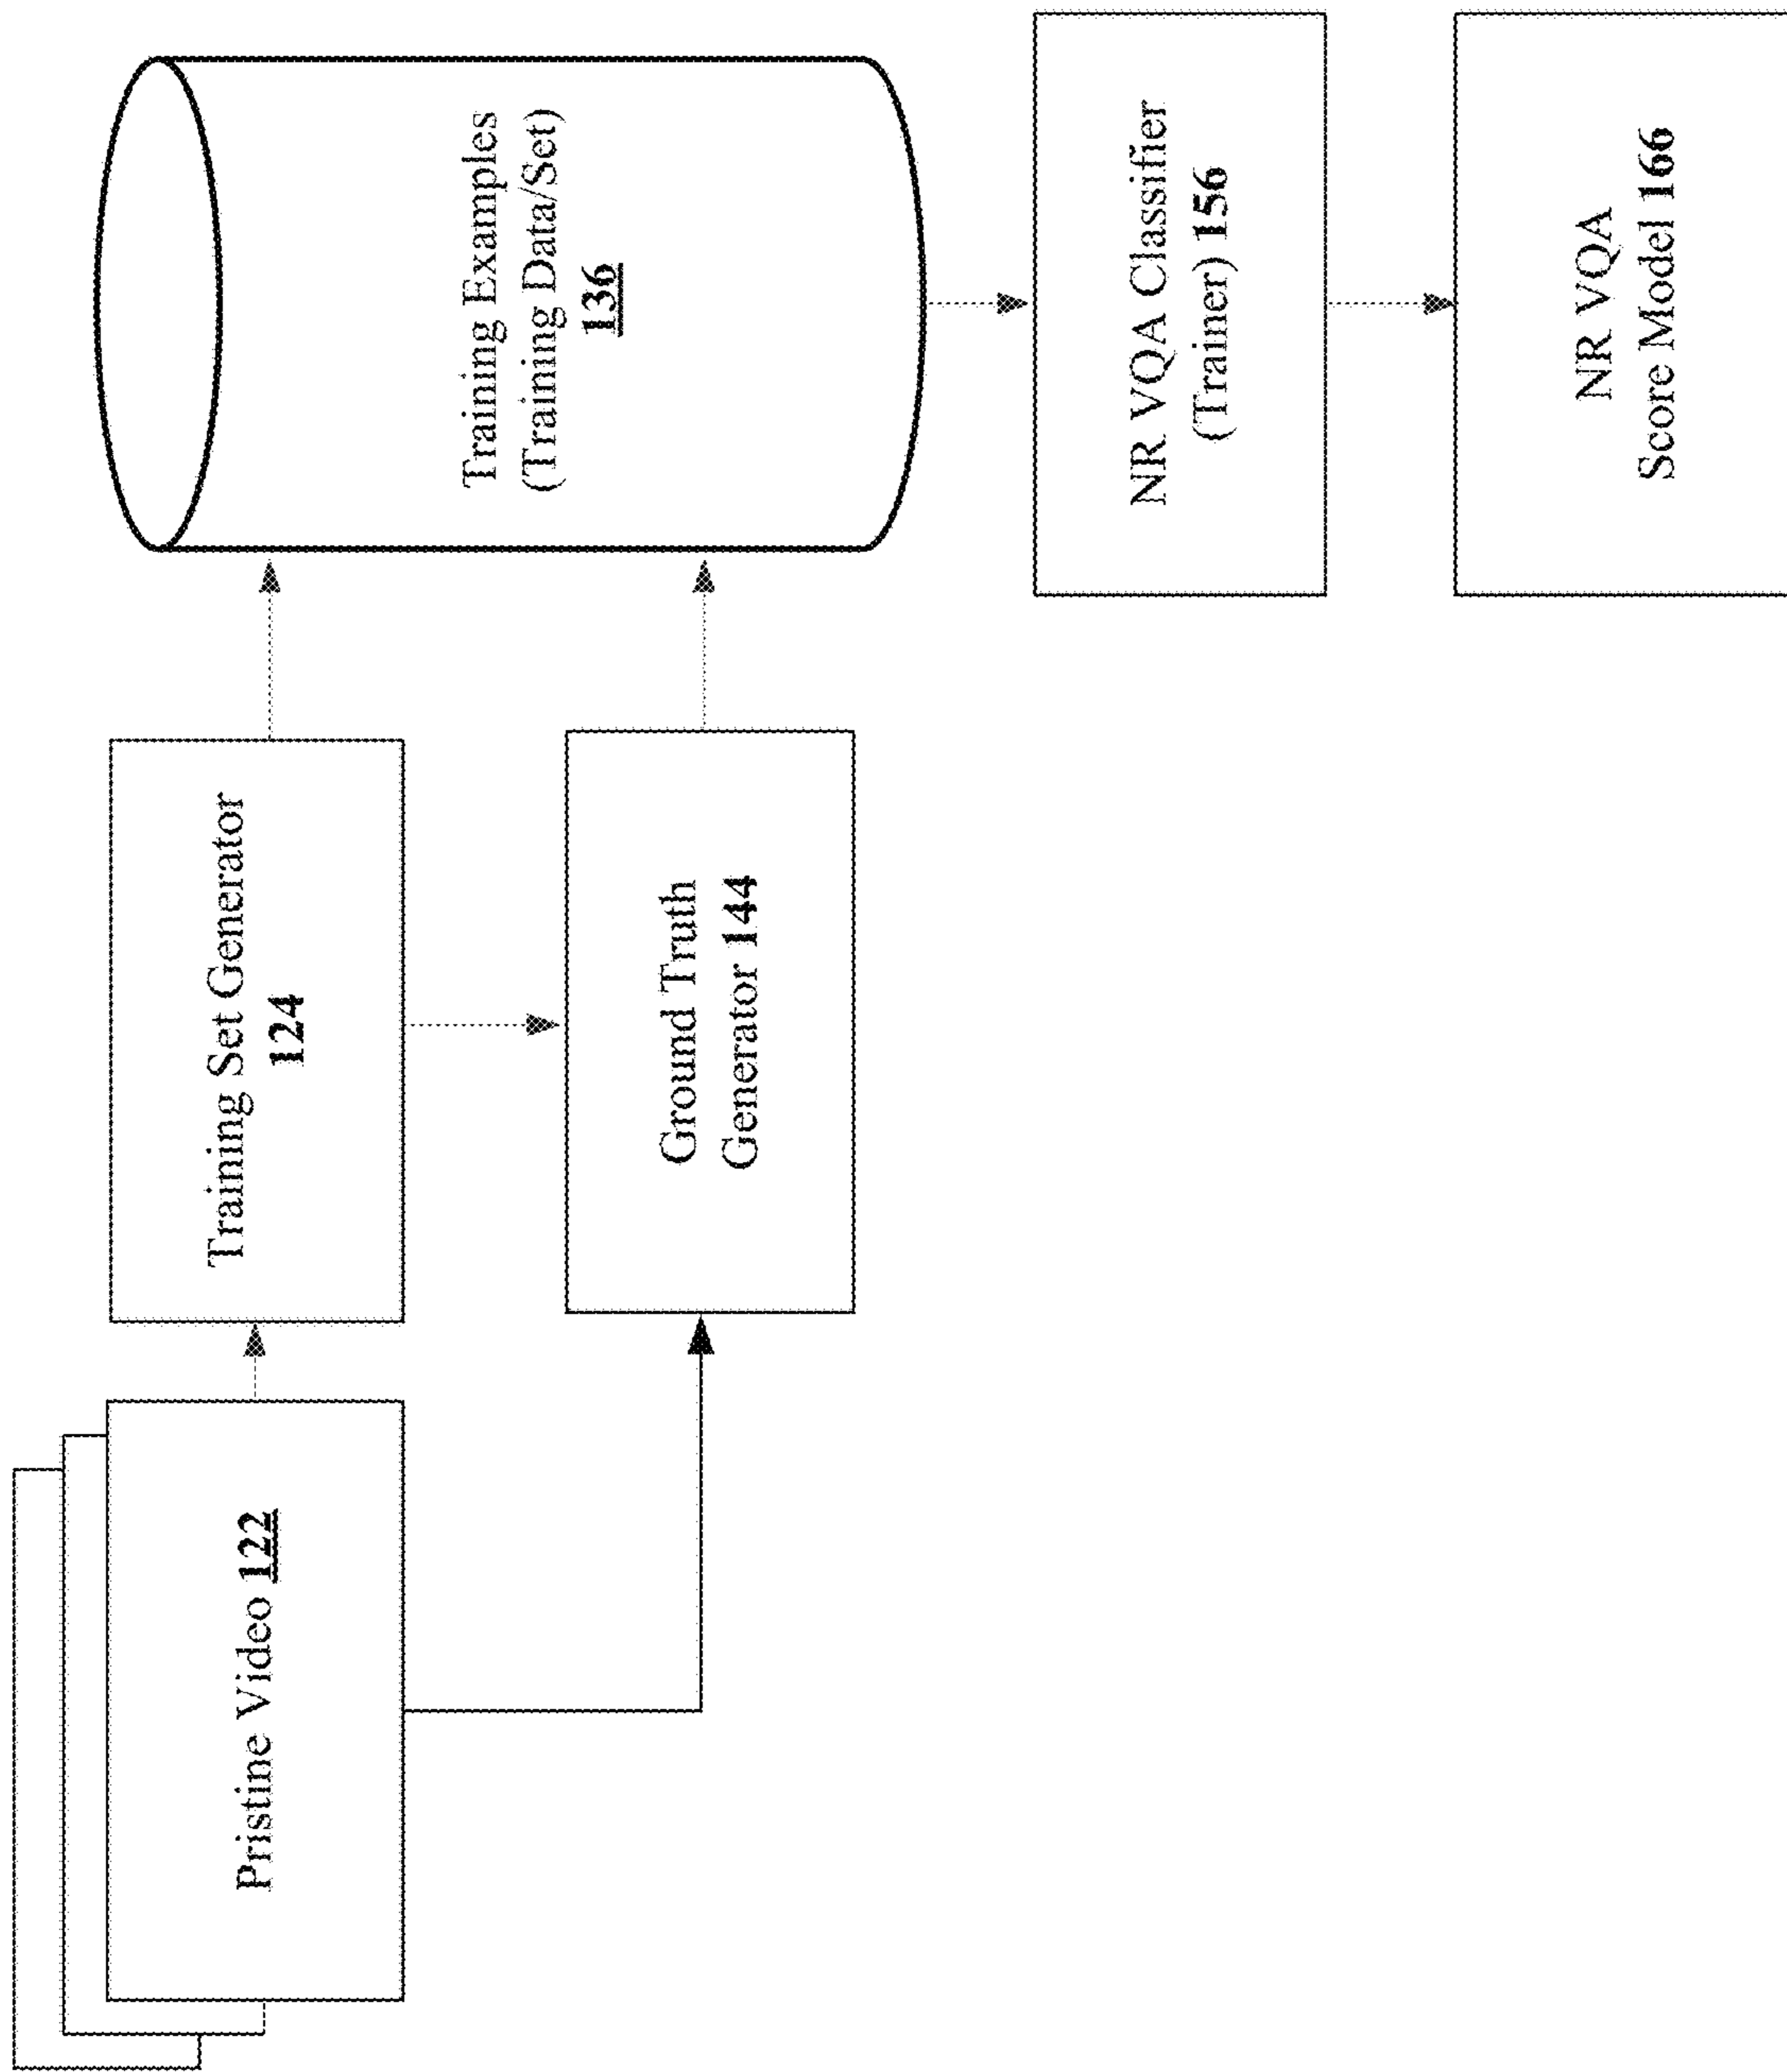 Pristine Video 122
Training Set Generator
124
Ground Truth
Generator 144
Training Examples
(Training Data/Set)
136
NR VQA Classifier
(Trainer) 156
NR VQA
Score Model 166